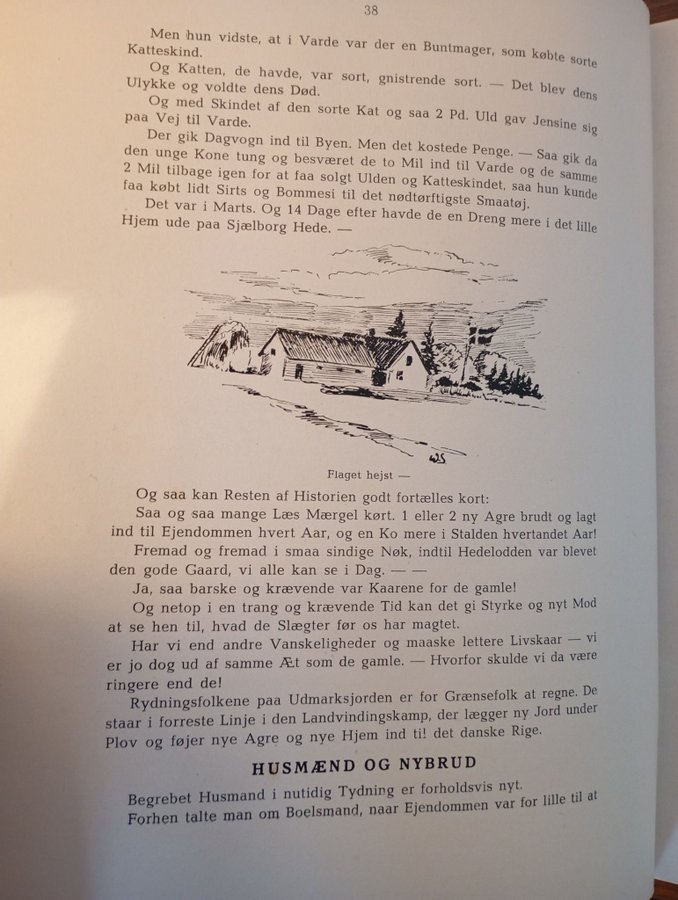 38
Men hun vidste, at i Varde var der en Buntmager, som købte sorte
Katteskind.
Og Katten, de havde, var sort, gnistrende sort. — Det blev dens
Ulykke og voldte dens Død.
Og med Skindet af den sorte Kat og saa 2 Pd. Uld gav Jensine sig
paa Vej til Varde.
Der gik Dagvogn ind til Byen. Men det kostede Penge. — Saa gik da
den unge Kone tung og besværet de to Mil ind til Varde og de samme
2 Mil tilbage igen for at faa solgt Ulden og Katteskindet, saa hun kunde
faa købt lidt Sirts og Bommesi til det nødtørftigste Smaatøj.
Det var i Marts. Og 14 Dage efter havde de en Dreng mere i det lille
Hjem ude paa Sjælborg Hede. —
WS
Flaget hejst —
Og saa kan Resten af Historien godt fortælles kort:
Saa og saa mange Læs Mærgel kørt. 1 eller 2 ny Agre brudt og lagt
ind til Ejendommen hvert Aar, og en Ko mere i Stalden hvertandet Aar!
Fremad og fremad i smaa sindige Nøk, indtil Hedelodden var blevet
den gode Gaard, vi alle kan se i Dag. — —
Ja, saa barske og krævende var Kaarene for de gamle!
Og netop i en trang og krævende Tid kan det gi Styrke og nyt Mod
at se hen til, hvad de Slægter før os har magtet.
Har vi end andre Vanskeligheder og maaske lettere Livskaar — vi
er jo dog ud af samme Æt som de gamle. — Hvorfor skulde vi da være
ringere end de!
Rydningsfolkene paa Udmarksjorden er for Grænsefolk at regne. De
staar i forreste Linje i den Landvindingskamp, der lægger ny Jord under
Plov og føjer nye Agre og nye Hjem ind ti! det danske Rige.
HUSMÆND OG NYBRUD
Begrebet Husmand i nutidig Tydning er forholdsvis nyt.
Forhen talte man om Boelsmand, naar Ejendommen var for lille til at